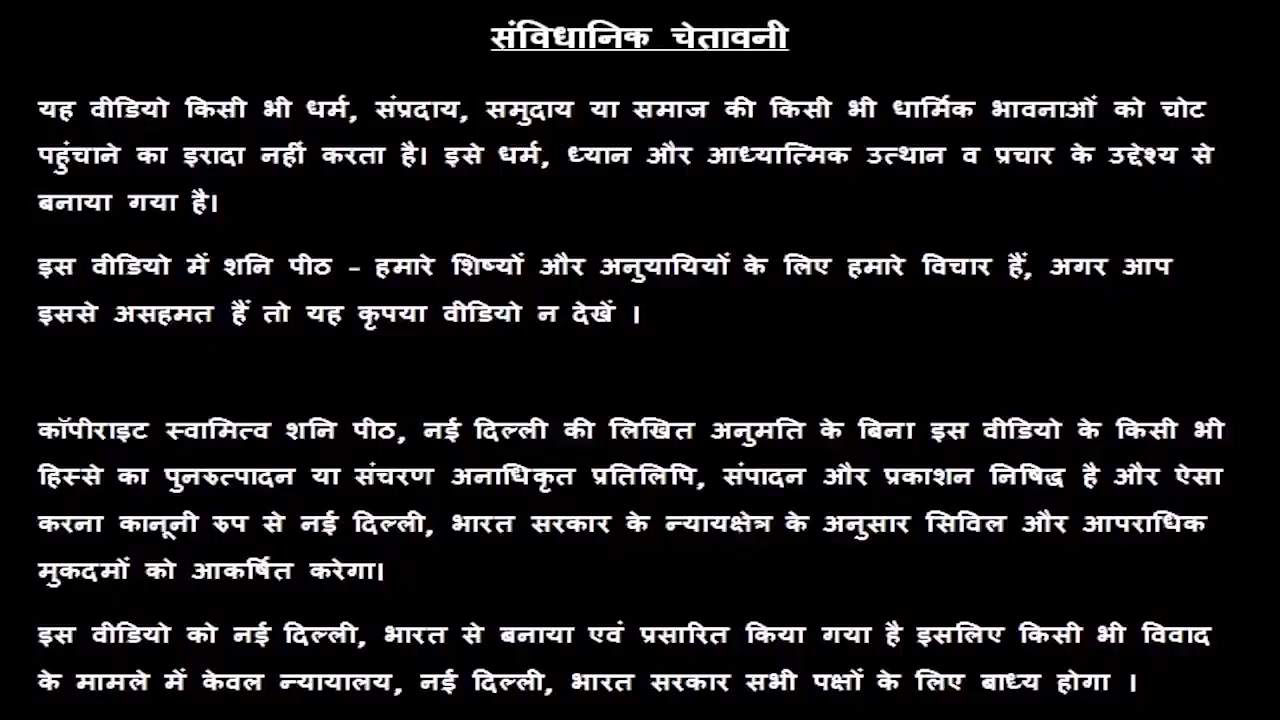 संविधानिक चेतावनी
यह वीडियो किसी भी धर्म, संप्रदाय, समुदाय या समाज की किसी भी धार्मिक भावनाओं को चोट
पहुंचाने का इरादा नहीं करता है। इसे धर्म, ध्यान और आध्यात्मिक उत्थान व प्रचार के उद्देश्य से
बनाया गया है।
इस वीडियो में शनि पीठ – हमारे शिष्यों और अनुयायियों के लिए हमारे विचार हैं, अगर आप
इससे असहमत हैं तो यह कृपया वीडियो न देखें ।
कॉपीराइट स्वामित्व शनि पीठ, नई दिल्ली की लिखित अनुमति के बिना इस वीडियो के किसी भी
हिस्से का पुनरुत्पादन या संचरण अनाधिकृत प्रतिलिपि, संपादन और प्रकाशन निषिद्ध है और ऐसा
करना कानूनी रुप से नई दिल्ली, भारत सरकार के न्यायक्षेत्र के अनुसार सिविल और आपराधिक
मुकदमों को आकर्षित करेगा।
इस वीडियो को नई दिल्ली, भारत से बनाया एवं प्रसारित किया गया है इसलिए किसी भी विवाद
के मामले में केवल न्यायालय, नई दिल्ली, भारत सरकार सभी पक्षों के लिए बाध्य होगा ।